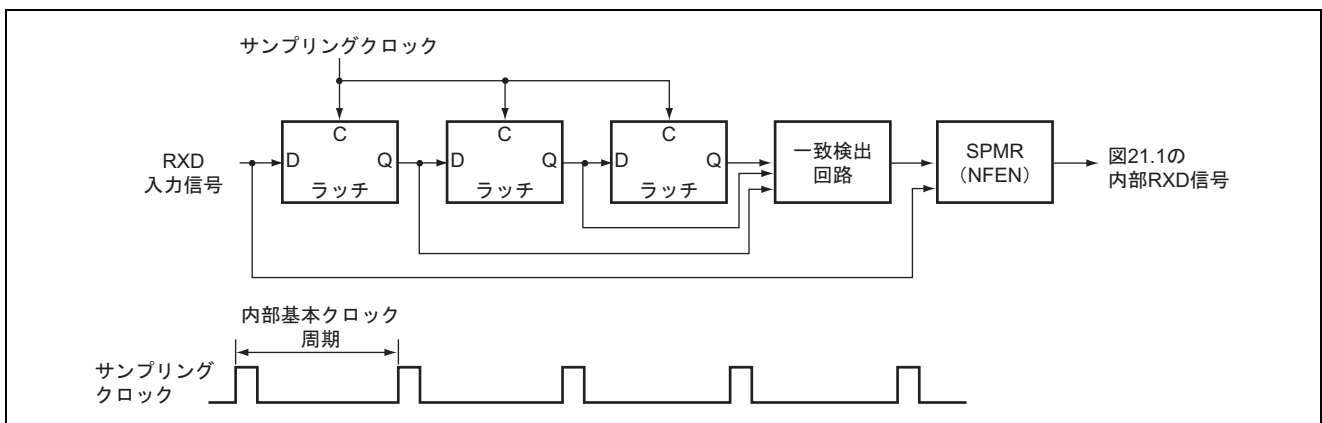 サンプリングクロック
C
C
C
RXD
入力信号
D
Q
D
Q
D
Q
ラッチ
ラッチ
ラッチ
一致検出
回路
SPMR
(NFEN)
図21.1の
内部RXD信号
内部基本クロック
周期
サンプリング
クロック